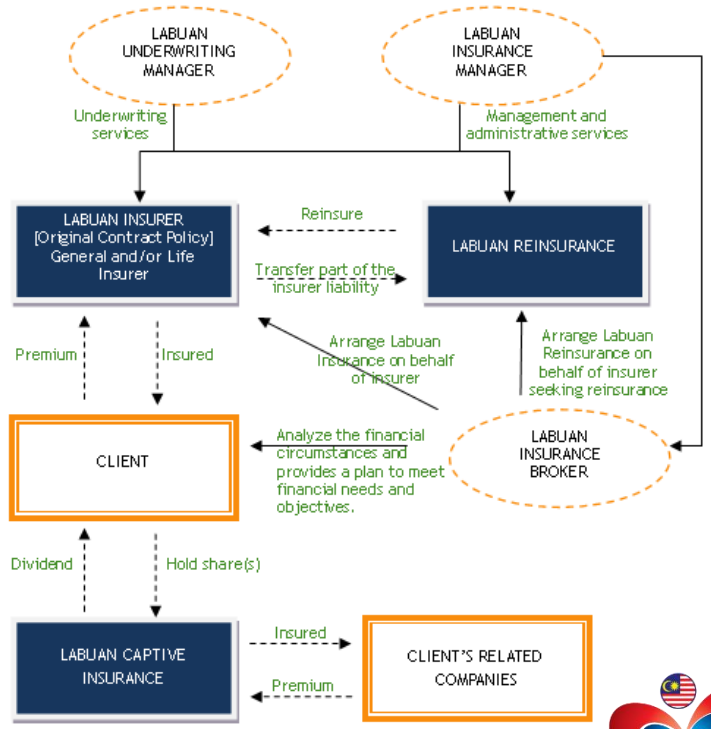 LABUAN
UNDERWRITING
MANAGER
LABUAN
INSURANCE
MANAGER
Underwriting
services
Management and
administrative services
LABUAN INSURER
[Original Contract Policy]
General and/or Life
Insurer
Reinsure
Transfer part of the
insurer liability
LABUAN REINSURANCE
Premium
Insured
Arrange Labuan
Insurance on behalf
of insurer
Arrange Labuan
Reinsurance on
behalf of insurer
seeking reinsurance
CLIENT
Analyze the financial
circumstances and
provides a plan to meet
financial needs and
objectives.
LABUAN
INSURANCE
BROKER
Dividend
Hold share(s)
LABUAN CAPTIVE
INSURANCE
Insured
Premium
CLIENT'S RELATED
COMPANIES